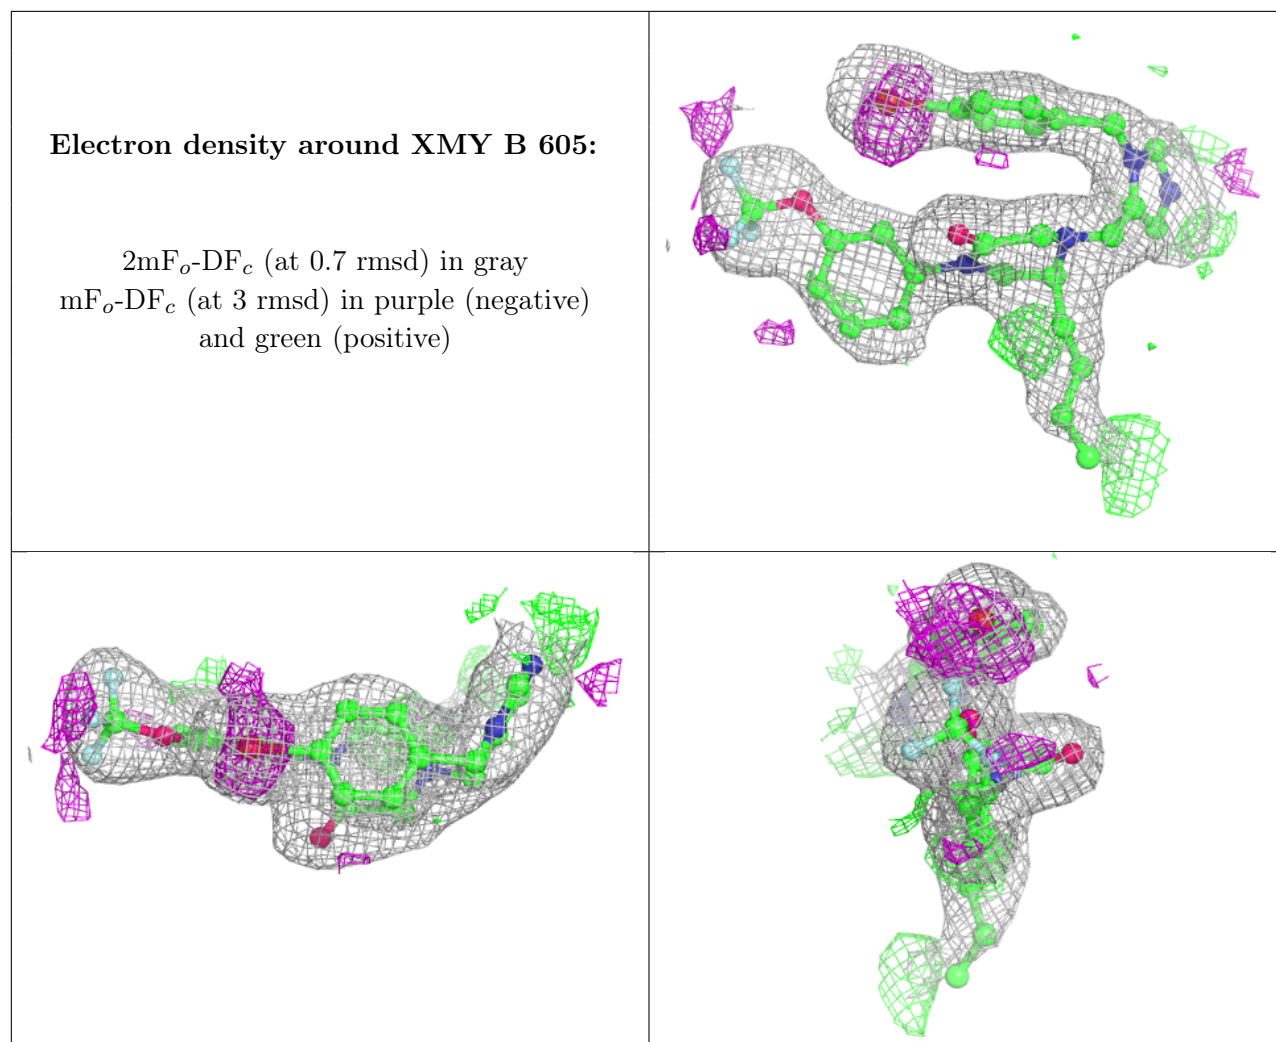 Electron density around XMY B 605:
2mFo-DFc (at 0.7 rmsd) in gray
mFo-DFc (at 3 rmsd) in purple (negative)
and green (positive)